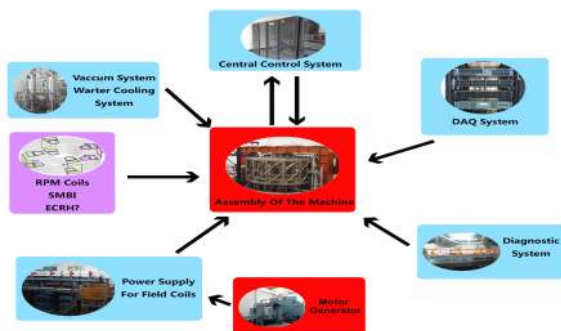 Central Control System
Vaccum System
Warter Cooling
System
DAQ System
RPM Coils
SMBI
ECRH?
Assembly Of The Machine
Diagnostic
System
Power Supply
For Field Coils
Motor
Generator